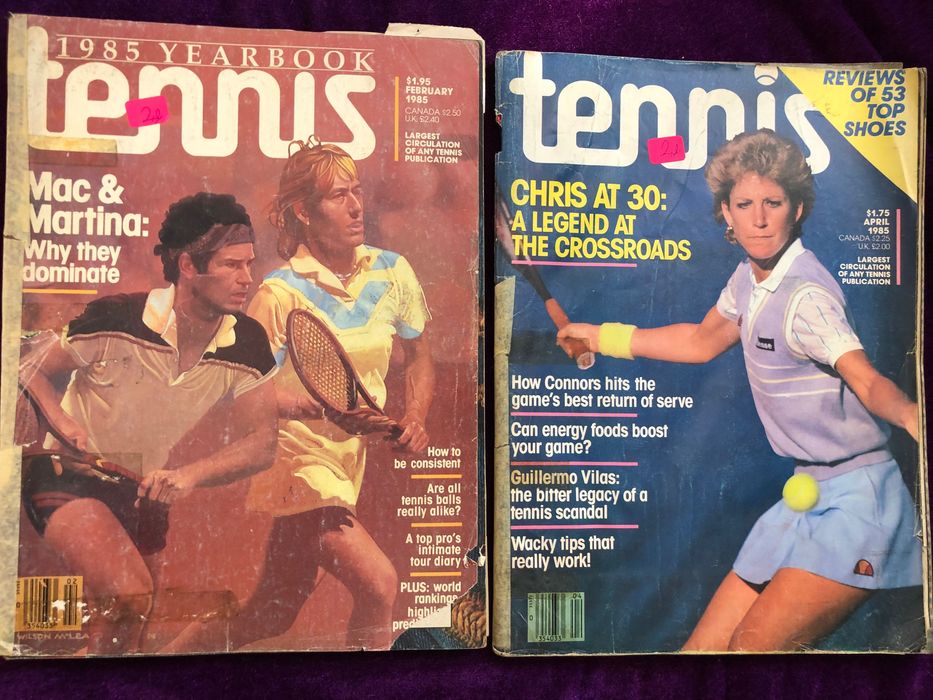 1985 YEARBOOK
tennis
$1.95
FEBRUARY
1985
CANADA $2.50
U.K. £2.40
LARGEST
CIRCULATION
OF ANY TENNIS
PUBLICATION
Mac &
Martina:
Why they
dominate
How to
be consistent
Are all
tennis balls
really alike?
A top pro's
intimate
tour diary
PLUS: world
rankings
02
354033
WILSON McLEA
tennis
REVIEWS
OF 53
TOP
SHOES
CHRIS AT 30:
A LEGEND AT
THE CROSSROADS
$1.75
APRIL
1985
CANADA $2.25
U.K. £2.00
LARGEST
CIRCULATION
OF ANY TENNIS
PUBLICATION
How Connors hits the
game's best return of serve
Can energy foods boost
your game?
Guillermo Vilas:
the bitter legacy of a
tennis scandal
Wacky tips that
really work!
04
354033